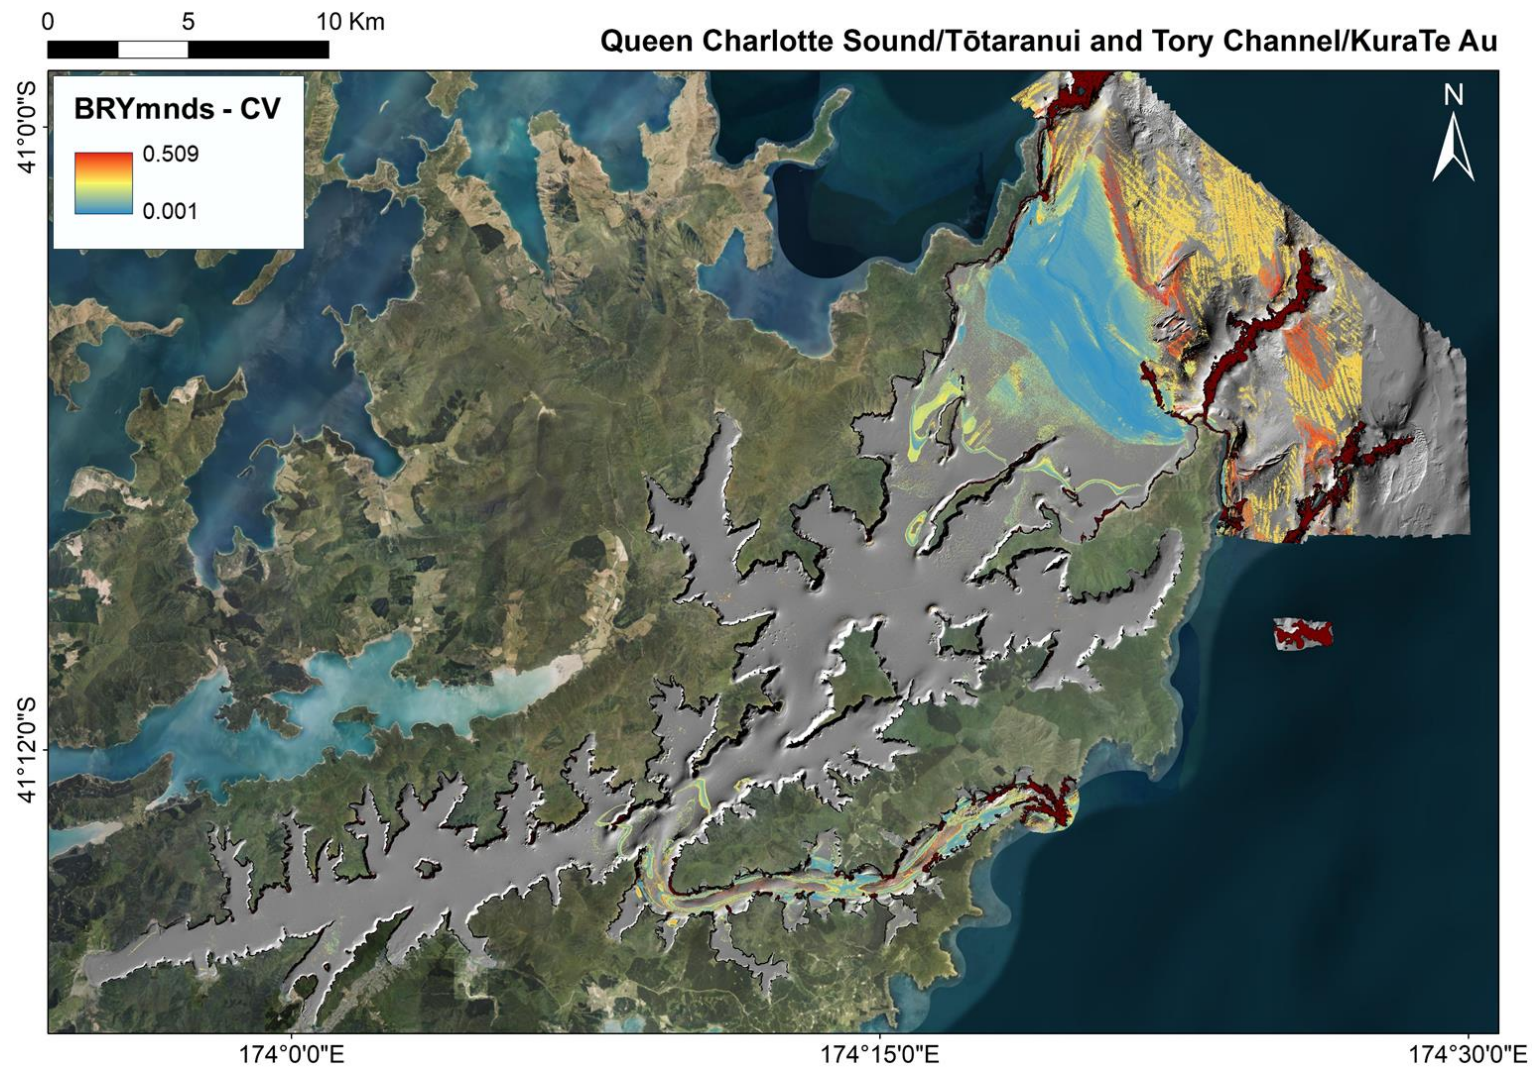 0 5 10 Km
Queen Charlotte Sound/Tōtaranui and Tory Channel/KuraTe Au
BRYmnds - CV
0.509
0.001
N
41°0'0"S
41°12'0"S
174°0'0"E 174°15'0"E 174°30'0"E